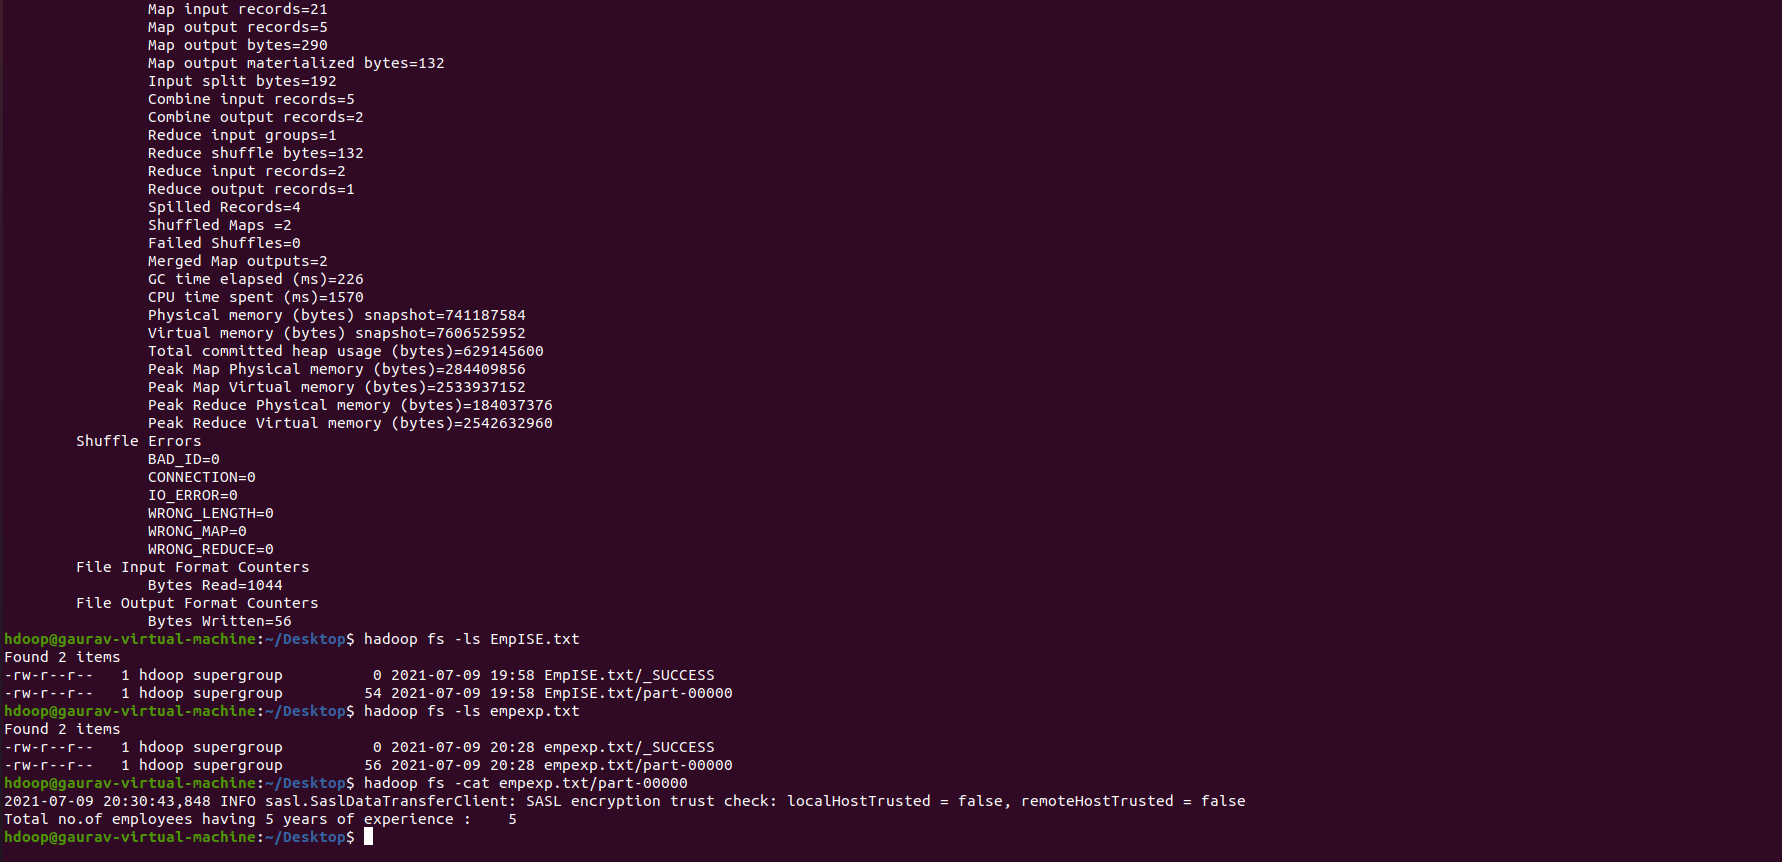 Map input records=21
Map output records=5
Map output bytes=290
Map output materialized bytes=132
Input split bytes=192
Combine input records=5
Combine output records=2
Reduce input groups=1
Reduce shuffle bytes=132
Reduce input records=2
Reduce output records=1
Spilled Records=4
Shuffled Maps =2
Failed Shuffles=0
Merged Map outputs=2
GC time elapsed (ms)=226
CPU time spent (ms)=1570
Physical memory (bytes) snapshot=741187584
Virtual memory (bytes) snapshot=7606525952
Total committed heap usage (bytes)=629145600
Peak Map Physical memory (bytes)=284409856
Peak Map Virtual memory (bytes)=2533937152
Peak Reduce Physical memory (bytes)=184037376
Peak Reduce Virtual memory (bytes)=2542632960
Shuffle Errors
BAD_ID=0
CONNECTION=0
IO_ERROR=0
WRONG_LENGTH=0
WRONG_MAP=0
WRONG_REDUCE=0
File Input Format Counters
Bytes Read=1044
File Output Format Counters
Bytes Written=56
hdoop@gaurav-virtual-machine:~/Desktop$ hadoop fs -ls EmpISE.txt
Found 2 items
-rw-r--r--   1 hdoop supergroup          0 2021-07-09 19:58 EmpISE.txt/_SUCCESS
-rw-r--r--   1 hdoop supergroup         54 2021-07-09 19:58 EmpISE.txt/part-00000
hdoop@gaurav-virtual-machine:~/Desktop$ hadoop fs -ls empexp.txt
Found 2 items
-rw-r--r--   1 hdoop supergroup          0 2021-07-09 20:28 empexp.txt/_SUCCESS
-rw-r--r--   1 hdoop supergroup         56 2021-07-09 20:28 empexp.txt/part-00000
hdoop@gaurav-virtual-machine:~/Desktop$ hadoop fs -cat empexp.txt/part-00000
2021-07-09 20:30:43,848 INFO sasl.SaslDataTransferClient: SASL encryption trust check: localHostTrusted = false, remoteHostTrusted = false
Total no.of employees having 5 years of experience :    5
hdoop@gaurav-virtual-machine:~/Desktop$